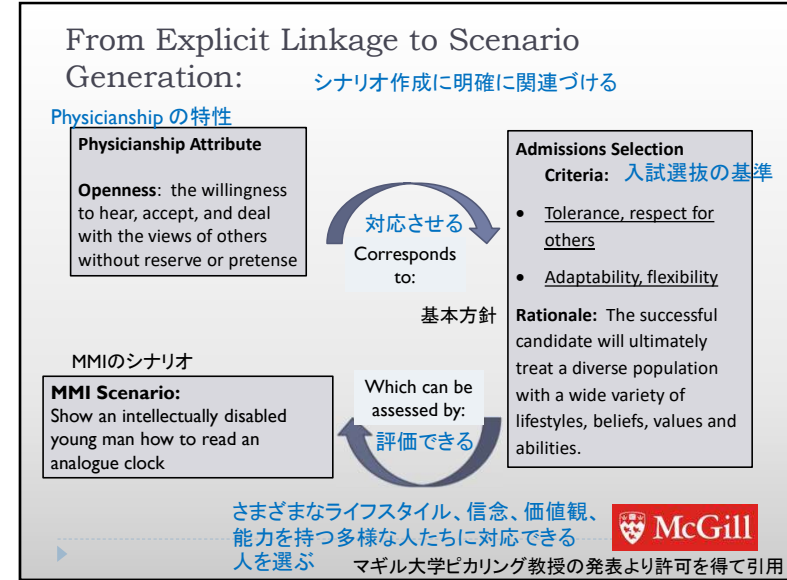 From Explicit Linkage to Scenario
Generation:
シナリオ作成に明確に関連づける
Physicianship の特性
Physicianship Attribute
Openness: the willingness
to hear, accept, and deal
with the views of others
without reserve or pretense
対応させる
Corresponds
to:
Admissions Selection
Criteria: 入試選抜の基準
• Tolerance, respect for
others
• Adaptability, flexibility
基本方針
Rationale: The successful
candidate will ultimately
treat a diverse population
with a wide variety of
lifestyles, beliefs, values and
abilities.
MMIのシナリオ
MMI Scenario:
Show an intellectually disabled
young man how to read an
analogue clock
Which can be
assessed by:
評価できる
さまざまなライフスタイル、信念、価値観、
能力を持つ多様な人たちに対応できる
人を選ぶ
McGill
マギル大学ピカリング教授の発表より許可を得て引用